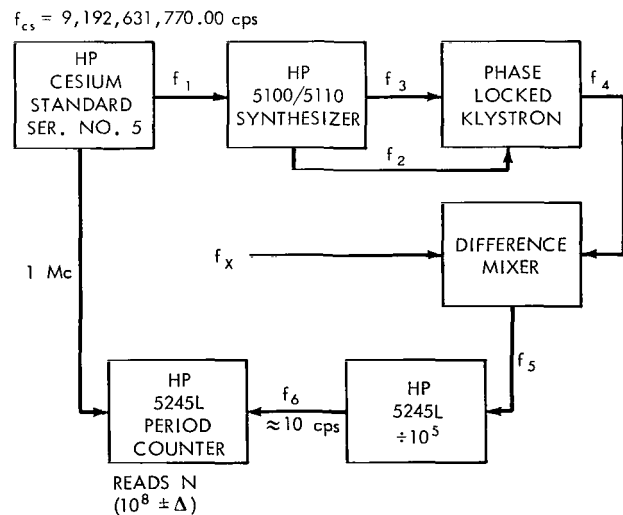 f_cs = 9,192,631,770.00 cps
HP
CESIUM
STANDARD
SER. NO. 5
f_1
HP
5100/5110
SYNTHESIZER
f_3
f_2
PHASE
LOCKED
KLYSTRON
f_4
1 Mc
f_x
DIFFERENCE
MIXER
f_5
HP
5245L
PERIOD
COUNTER
f_6
≈10 cps
HP
5245L
÷10^5
READS N
(10^8 ± Δ)